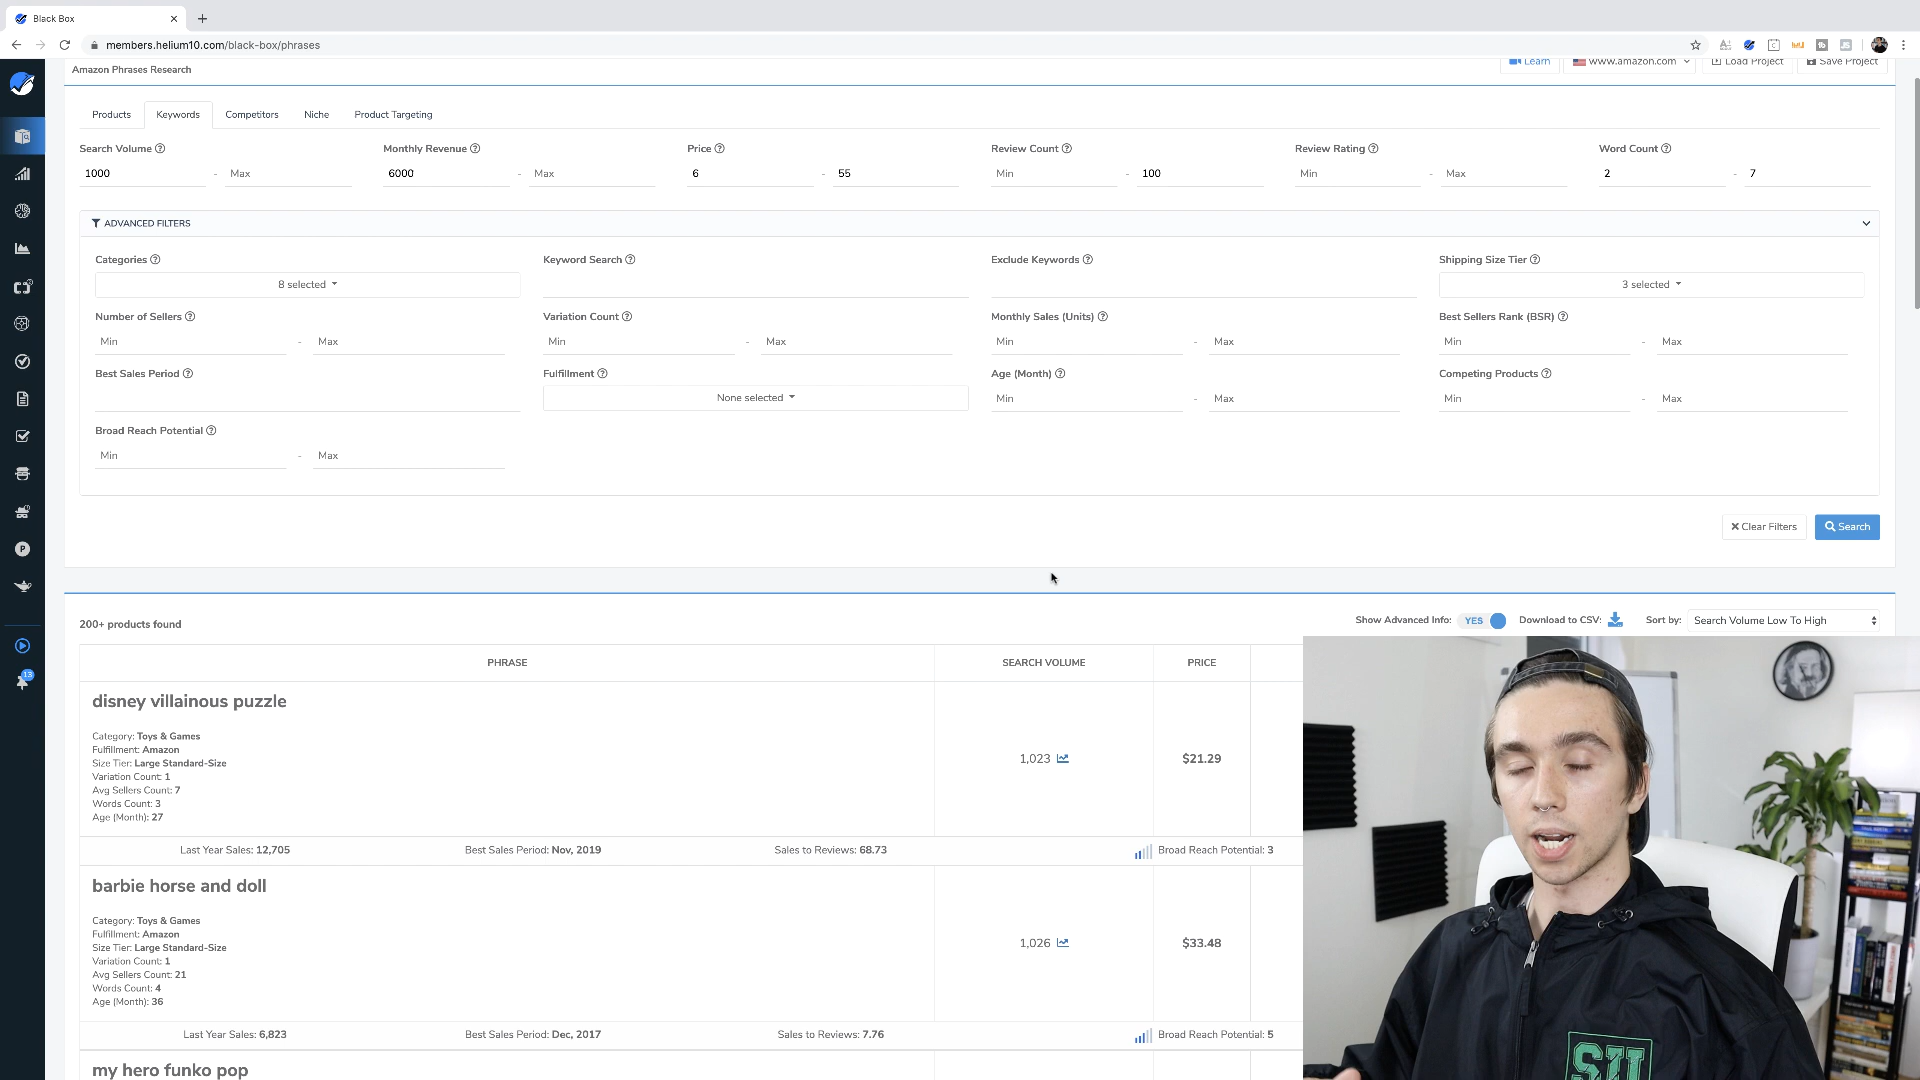 Black Box
members.helium10.com/black-box/phrases
Amazon Phrases Research
Learn
www.amazon.com
Load Project
Save Project
Products
Keywords
Competitors
Niche
Product Targeting
Search Volume
Monthly Revenue
Price
Review Count
Review Rating
Word Count
1000 - Max
6000 - Max
6 - 55
Min - 100
Min - Max
2 - 7
ADVANCED FILTERS
Categories
Keyword Search
Exclude Keywords
Shipping Size Tier
8 selected
3 selected
Number of Sellers
Variation Count
Monthly Sales (Units)
Best Sellers Rank (BSR)
Min - Max
Min - Max
Min - Max
Min - Max
Best Sales Period
Fulfillment
Age (Month)
Competing Products
None selected
Min - Max
Min - Max
Broad Reach Potential
Min - Max
Clear Filters
Search
200+ products found
Show Advanced Info: YES
Download to CSV:
Sort by: Search Volume Low To High
PHRASE
SEARCH VOLUME
PRICE
disney villainous puzzle
Category: Toys & Games
Fulfillment: Amazon
Size Tier: Large Standard-Size
Variation Count: 1
Avg Sellers Count: 7
Words Count: 3
Age (Month): 27
1,023
$21.29
Last Year Sales: 12,705
Best Sales Period: Nov, 2019
Sales to Reviews: 68.73
Broad Reach Potential: 3
barbie horse and doll
Category: Toys & Games
Fulfillment: Amazon
Size Tier: Large Standard-Size
Variation Count: 1
Avg Sellers Count: 21
Words Count: 4
Age (Month): 36
1,026
$33.48
Last Year Sales: 6,823
Best Sales Period: Dec, 2017
Sales to Reviews: 7.76
Broad Reach Potential: 5
my hero funko pop
13
P